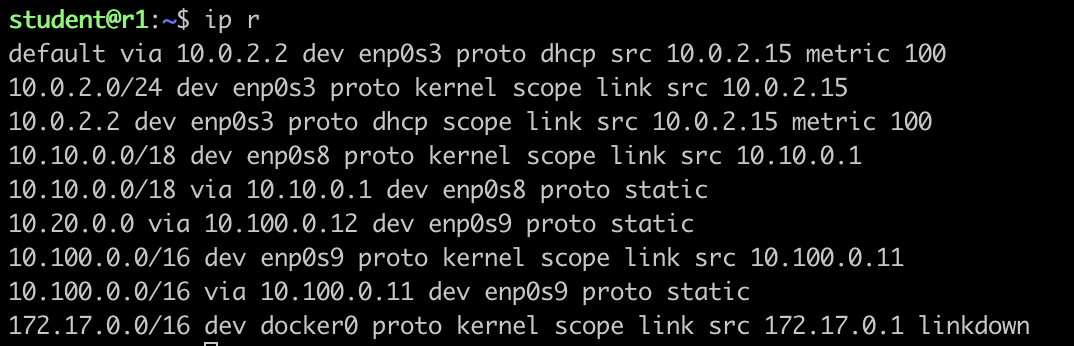 student@r1:~$ ip r
default via 10.0.2.2 dev enp0s3 proto dhcp src 10.0.2.15 metric 100
10.0.2.0/24 dev enp0s3 proto kernel scope link src 10.0.2.15
10.0.2.2 dev enp0s3 proto dhcp scope link src 10.0.2.15 metric 100
10.10.0.0/18 dev enp0s8 proto kernel scope link src 10.10.0.1
10.10.0.0/18 via 10.10.0.1 dev enp0s8 proto static
10.20.0.0 via 10.100.0.12 dev enp0s9 proto static
10.100.0.0/16 dev enp0s9 proto kernel scope link src 10.100.0.11
10.100.0.0/16 via 10.100.0.11 dev enp0s9 proto static
172.17.0.0/16 dev docker0 proto kernel scope link src 172.17.0.1 linkdown